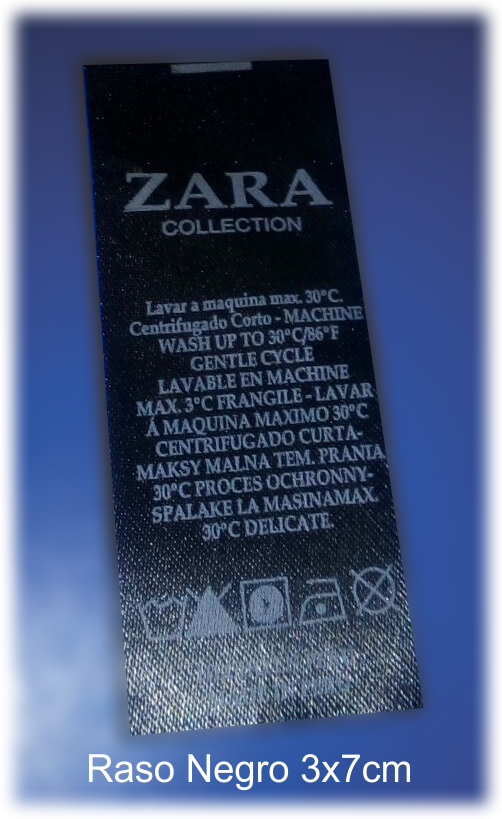 ZARA
COLLECTION
Lavar a maquina max. 30°C.
Centrifugado Corto - MACHINE
WASH UP TO 30°C/86°F
GENTLE CYCLE
LAVABLE EN MACHINE
MAX. 3°C FRANGILE - LAVAR
Á MAQUINA MAXIMO 30°C
CENTRIFUGADO CURTA-
MAKSY MALNA TEM. PRANIA
30°C PROCES OCHRONNY-
SPALAKE LA MASINAMAX.
30°C DELICATE.
Raso Negro 3x7cm